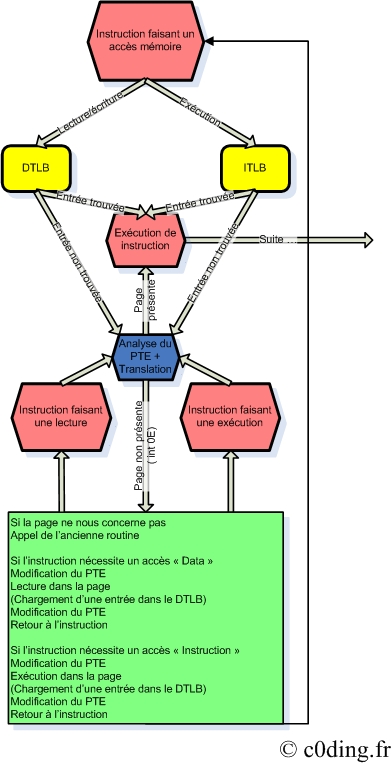 Instruction faisant un
accès mémoire
Lecture/écriture
Exécution
DTLB
ITLB
Entrée trouvée
Entrée trouvée
Exécution de
instruction
Suite ...
Entrée non trouvée
Entrée non trouvée
Page
présente
Analyse du
PTE +
Translation
Instruction faisant
une lecture
Instruction faisant
une exécution
Page non présente
( Int 0E)
Si la page ne nous concerne pas
Appel de l'ancienne routine
Si l'instruction nécessite un accès « Data »
Modification du PTE
Lecture dans la page
(Chargement d'une entrée dans le DTLB)
Modification du PTE
Retour à l'instruction
Si l'instruction nécessite un accès « Instruction »
Modification du PTE
Exécution dans la page
(Chargement d'une entrée dans le DTLB)
Modification du PTE
Retour à l'instruction
© c0ding.fr